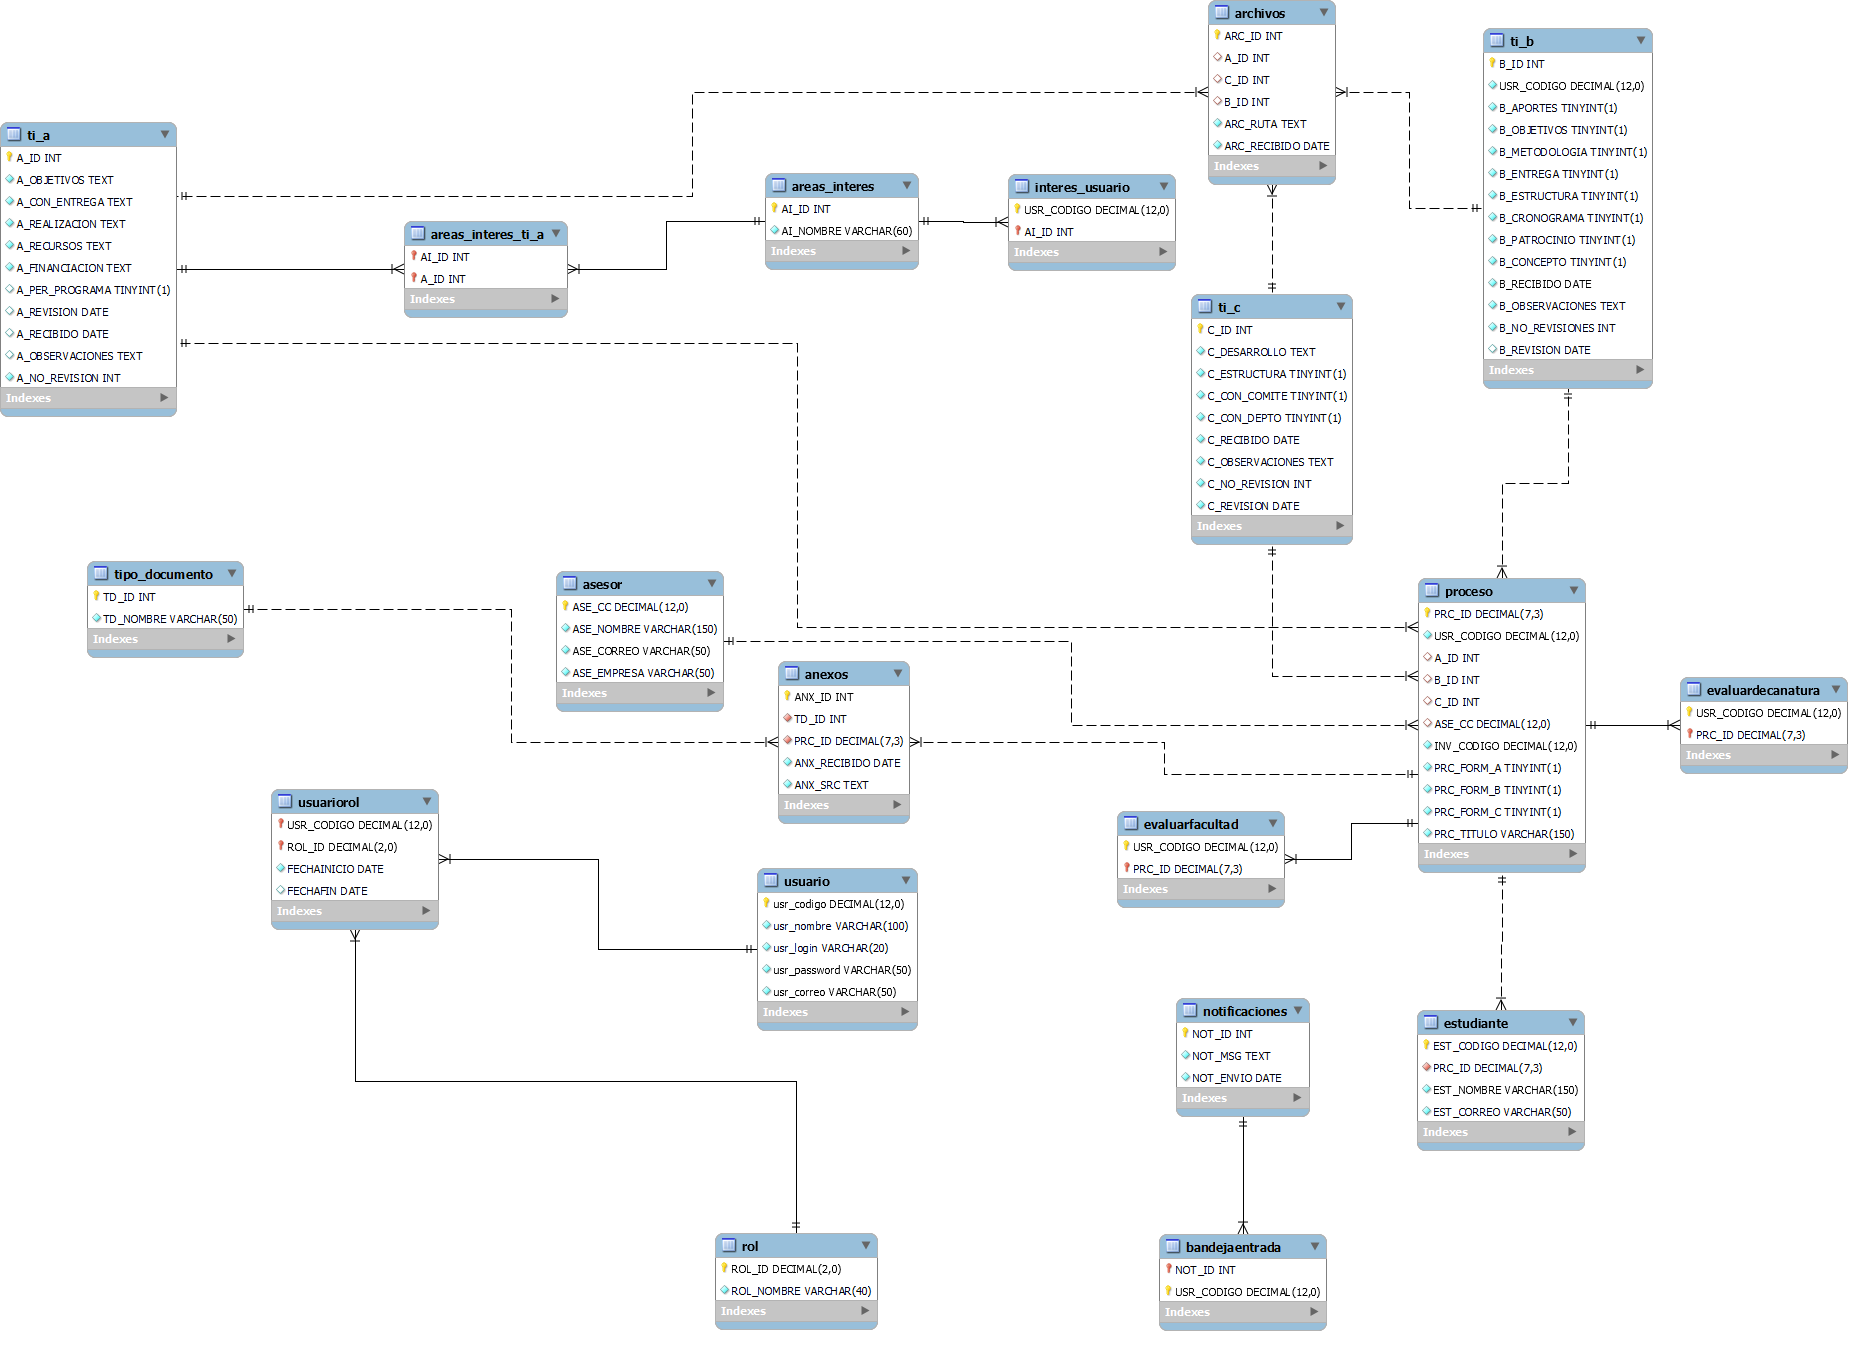 archivos
ARC_ID INT
A_ID INT
C_ID INT
B_ID INT
ARC_RUTA TEXT
ARC_RECIBIDO DATE
Indexes
ti_b
B_ID INT
USR_CODIGO DECIMAL(12,0)
B_APORTES TINYINT(1)
B_OBJETIVOS TINYINT(1)
B_METODOLOGIA TINYINT(1)
B_ENTREGA TINYINT(1)
B_ESTRUCTURA TINYINT(1)
B_CRONOGRAMA TINYINT(1)
B_PATROCINIO TINYINT(1)
B_CONCEPTO TINYINT(1)
B_RECIBIDO DATE
B_OBSERVACIONES TEXT
B_NO_REVISIONES INT
B_REVISION DATE
Indexes
ti_a
A_ID INT
A_OBJETIVOS TEXT
A_CON_ENTREGA TEXT
A_REALIZACION TEXT
A_RECURSOS TEXT
A_FINANCIACION TEXT
A_PER_PROGRAMA TINYINT(1)
A_REVISION DATE
A_RECIBIDO DATE
A_OBSERVACIONES TEXT
A_NO_REVISION INT
Indexes
areas_interes_ti_a
AI_ID INT
A_ID INT
Indexes
areas_interes
AI_ID INT
AI_NOMBRE VARCHAR(60)
Indexes
interes_usuario
USR_CODIGO DECIMAL(12,0)
AI_ID INT
Indexes
ti_c
C_ID INT
C_DESARROLLO TEXT
C_ESTRUCTURA TINYINT(1)
C_CON_COMITE TINYINT(1)
C_CON_DEPTO TINYINT(1)
C_RECIBIDO DATE
C_OBSERVACIONES TEXT
C_NO_REVISION INT
C_REVISION DATE
Indexes
tipo_documento
TD_ID INT
TD_NOMBRE VARCHAR(50)
Indexes
asesor
ASE_CC DECIMAL(12,0)
ASE_NOMBRE VARCHAR(150)
ASE_CORREO VARCHAR(50)
ASE_EMPRESA VARCHAR(50)
Indexes
anexos
ANX_ID INT
TD_ID INT
PRC_ID DECIMAL(7,3)
ANX_RECIBIDO DATE
ANX_SRC TEXT
Indexes
proceso
PRC_ID DECIMAL(7,3)
USR_CODIGO DECIMAL(12,0)
A_ID INT
B_ID INT
C_ID INT
ASE_CC DECIMAL(12,0)
INV_CODIGO DECIMAL(12,0)
PRC_FORM_A TINYINT(1)
PRC_FORM_B TINYINT(1)
PRC_FORM_C TINYINT(1)
PRC_TITULO VARCHAR(150)
Indexes
evaluardecanatura
USR_CODIGO DECIMAL(12,0)
PRC_ID DECIMAL(7,3)
Indexes
usuariorol
USR_CODIGO DECIMAL(12,0)
ROL_ID DECIMAL(2,0)
FECHAINICIO DATE
FECHAFIN DATE
Indexes
evaluarfacultad
USR_CODIGO DECIMAL(12,0)
PRC_ID DECIMAL(7,3)
Indexes
usuario
usr_codigo DECIMAL(12,0)
usr_nombre VARCHAR(100)
usr_login VARCHAR(20)
usr_password VARCHAR(50)
usr_correo VARCHAR(50)
Indexes
notificaciones
NOT_ID INT
NOT_MSG TEXT
NOT_ENVIO DATE
Indexes
estudiante
EST_CODIGO DECIMAL(12,0)
PRC_ID DECIMAL(7,3)
EST_NOMBRE VARCHAR(150)
EST_CORREO VARCHAR(50)
Indexes
rol
ROL_ID DECIMAL(2,0)
ROL_NOMBRE VARCHAR(40)
Indexes
bandejaentrada
NOT_ID INT
USR_CODIGO DECIMAL(12,0)
Indexes